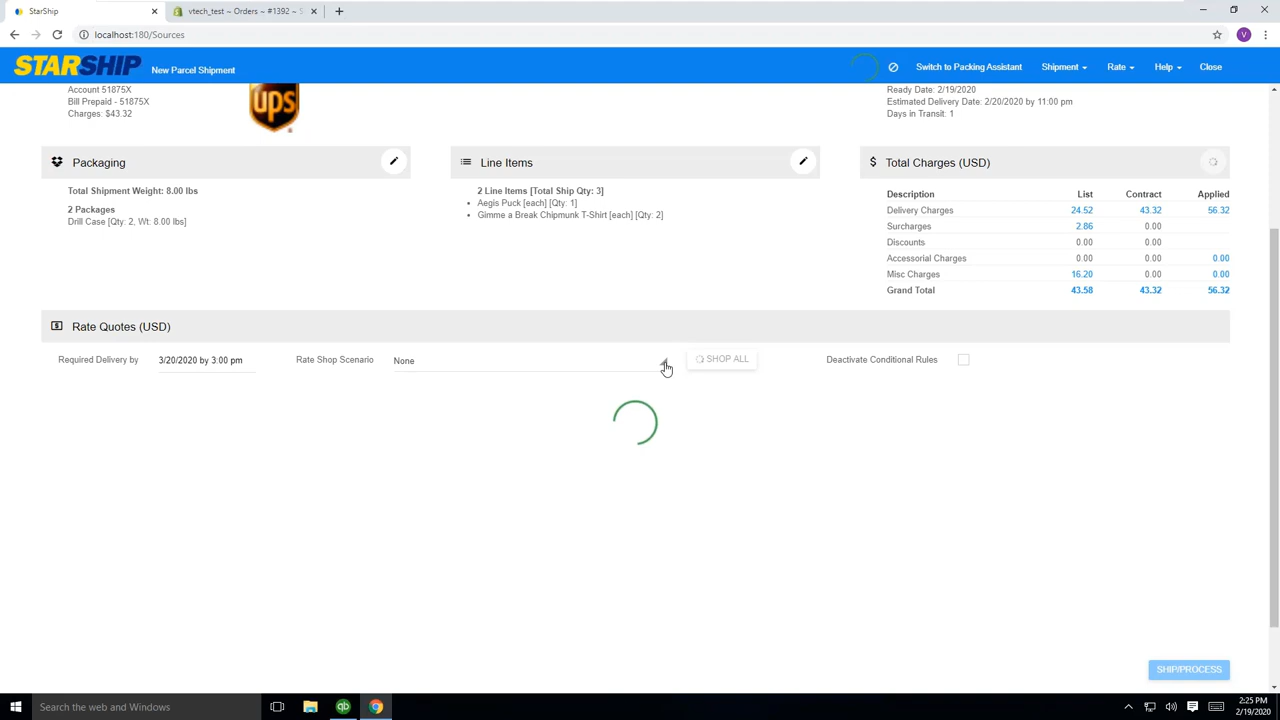 StarShip
vtech_test ~ Orders ~ #1392 ~ S
localhost:180/Sources
V
STARSHIP New Parcel Shipment
Switch to Packing Assistant Shipment Rate Help Close
Account 51875X
Bill Prepaid - 51875X
Charges: $43.32
ups
Ready Date: 2/19/2020
Estimated Delivery Date: 2/20/2020 by 11:00 pm
Days in Transit: 1
Packaging
Total Shipment Weight: 8.00 lbs
2 Packages
Drill Case [Qty: 2, Wt: 8.00 lbs]
Line Items
2 Line Items [Total Ship Qty: 3]
Aegis Puck [each] [Qty: 1]
Gimme a Break Chipmunk T-Shirt [each] [Qty: 2]
$ Total Charges (USD)
Description List Contract Applied
Delivery Charges 24.52 43.32 56.32
Surcharges 2.86 0.00
Discounts 0.00 0.00
Accessorial Charges 0.00 0.00 0.00
Misc Charges 16.20 0.00 0.00
Grand Total 43.58 43.32 56.32
Rate Quotes (USD)
Required Delivery by 3/20/2020 by 3:00 pm Rate Shop Scenario None SHOP ALL Deactivate Conditional Rules
SHIP/PROCESS
Search the web and Windows
qb
2:25 PM
2/19/2020